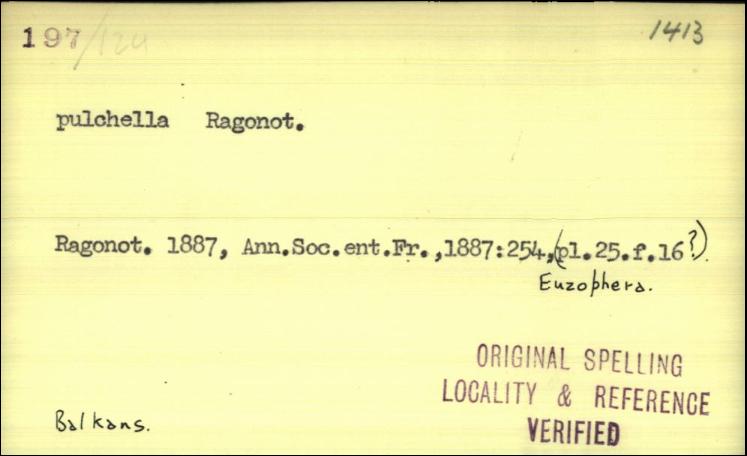 197/124 1413
pulchella Ragonot.
Ragonot. 1887, Ann.Soc.ent.Fr.,1887:254,(pl.25.f.16?).
Euzophera.
ORIGINAL SPELLING
LOCALITY & REFERENCE
VERIFIED
Balkans.